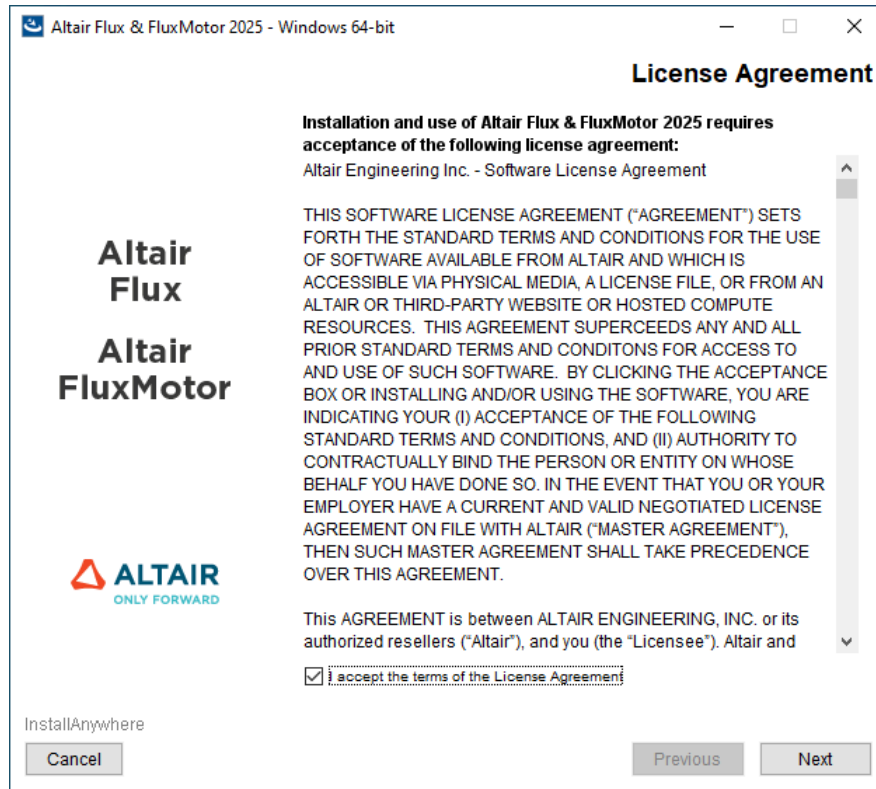 Altair Flux & FluxMotor 2025 - Windows 64-bit
License Agreement
Altair
Flux
Altair
FluxMotor
ALTAIR
ONLY FORWARD
Installation and use of Altair Flux & FluxMotor 2025 requires
acceptance of the following license agreement:
Altair Engineering Inc. - Software License Agreement
THIS SOFTWARE LICENSE AGREEMENT (“AGREEMENT”) SETS
FORTH THE STANDARD TERMS AND CONDITIONS FOR THE USE
OF SOFTWARE AVAILABLE FROM ALTAIR AND WHICH IS
ACCESSIBLE VIA PHYSICAL MEDIA, A LICENSE FILE, OR FROM AN
ALTAIR OR THIRD-PARTY WEBSITE OR HOSTED COMPUTE
RESOURCES.  THIS AGREEMENT SUPERCEEDS ANY AND ALL
PRIOR STANDARD TERMS AND CONDITONS FOR ACCESS TO
AND USE OF SUCH SOFTWARE.  BY CLICKING THE ACCEPTANCE
BOX OR INSTALLING AND/OR USING THE SOFTWARE, YOU ARE
INDICATING YOUR (I) ACCEPTANCE OF THE FOLLOWING
STANDARD TERMS AND CONDITIONS, AND (II) AUTHORITY TO
CONTRACTUALLY BIND THE PERSON OR ENTITY ON WHOSE
BEHALF YOU HAVE DONE SO. IN THE EVENT THAT YOU OR YOUR
EMPLOYER HAVE A CURRENT AND VALID NEGOTIATED LICENSE
AGREEMENT ON FILE WITH ALTAIR (“MASTER AGREEMENT”),
THEN SUCH MASTER AGREEMENT SHALL TAKE PRECEDENCE
OVER THIS AGREEMENT.
This AGREEMENT is between ALTAIR ENGINEERING, INC. or its
authorized resellers (“Altair”), and you (the “Licensee”). Altair and
I accept the terms of the License Agreement
InstallAnywhere
Cancel
Previous
Next